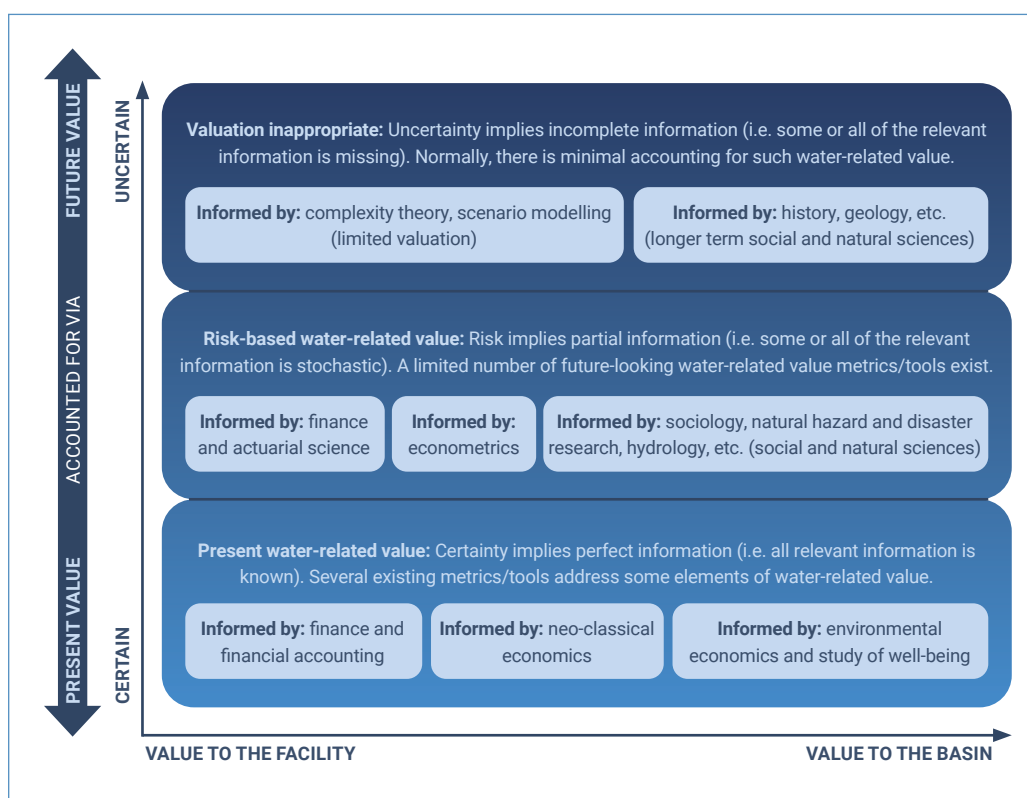 FUTURE VALUE
ACCOUNTED FOR VIA
PRESENT VALUE
UNCERTAIN
CERTAIN
Valuation inappropriate: Uncertainty implies incomplete information (i.e. some or all of the relevant
information is missing). Normally, there is minimal accounting for such water-related value.
Informed by: complexity theory, scenario modelling
(limited valuation)
Informed by: history, geology, etc.
(longer term social and natural sciences)
Risk-based water-related value: Risk implies partial information (i.e. some or all of the relevant
information is stochastic). A limited number of future-looking water-related value metrics/tools exist.
Informed by: finance
and actuarial science
Informed by:
econometrics
Informed by: sociology, natural hazard and disaster
research, hydrology, etc. (social and natural sciences)
Present water-related value: Certainty implies perfect information (i.e. all relevant information is
known). Several existing metrics/tools address some elements of water-related value.
Informed by: finance and
financial accounting
Informed by: neo-classical
economics
Informed by: environmental
economics and study of well-being
VALUE TO THE FACILITY
VALUE TO THE BASIN